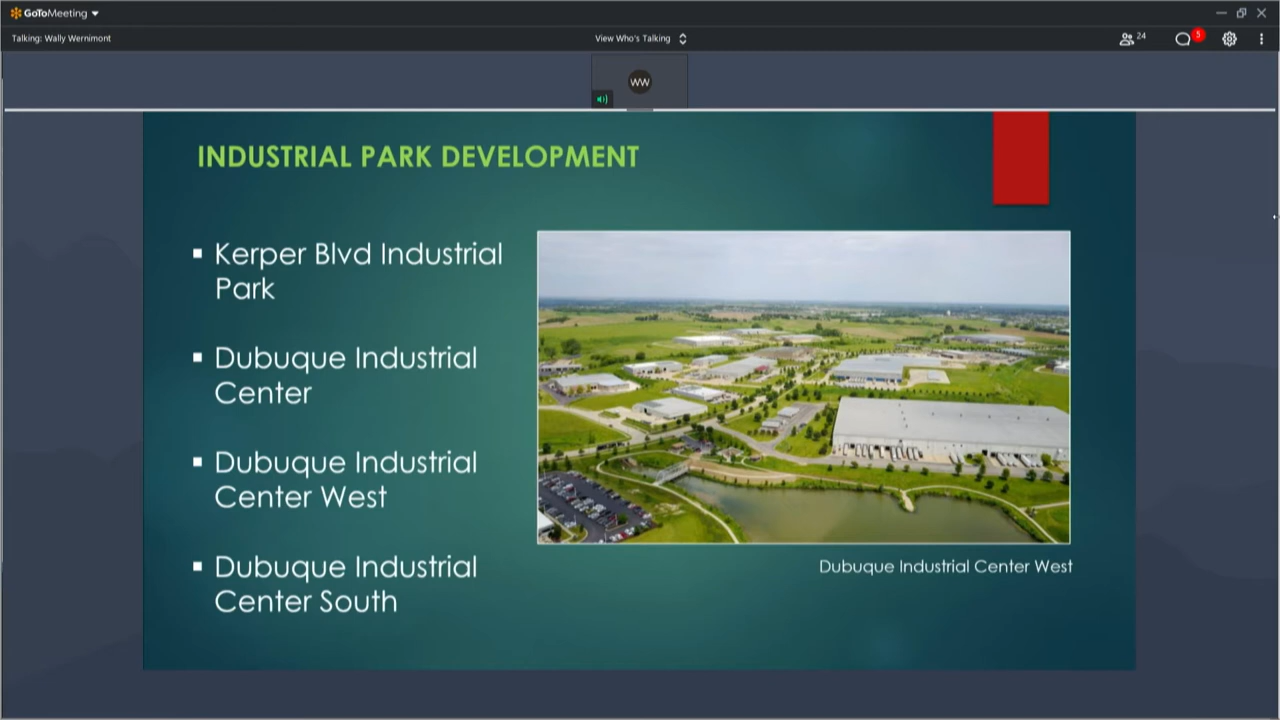 GoToMeeting
Talking: Wally Wernimont
View Who's Talking
24
5
WW
INDUSTRIAL PARK DEVELOPMENT
▪ Kerper Blvd Industrial
Park
▪ Dubuque Industrial
Center
▪ Dubuque Industrial
Center West
▪ Dubuque Industrial
Center South
Dubuque Industrial Center West